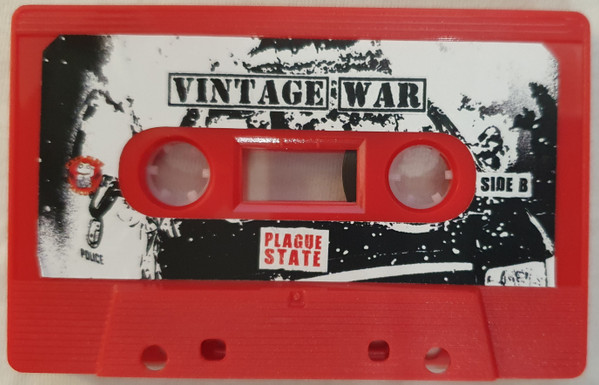 VINTAGE WAR
SIDE B
PLAGUE
STATE
POLICE